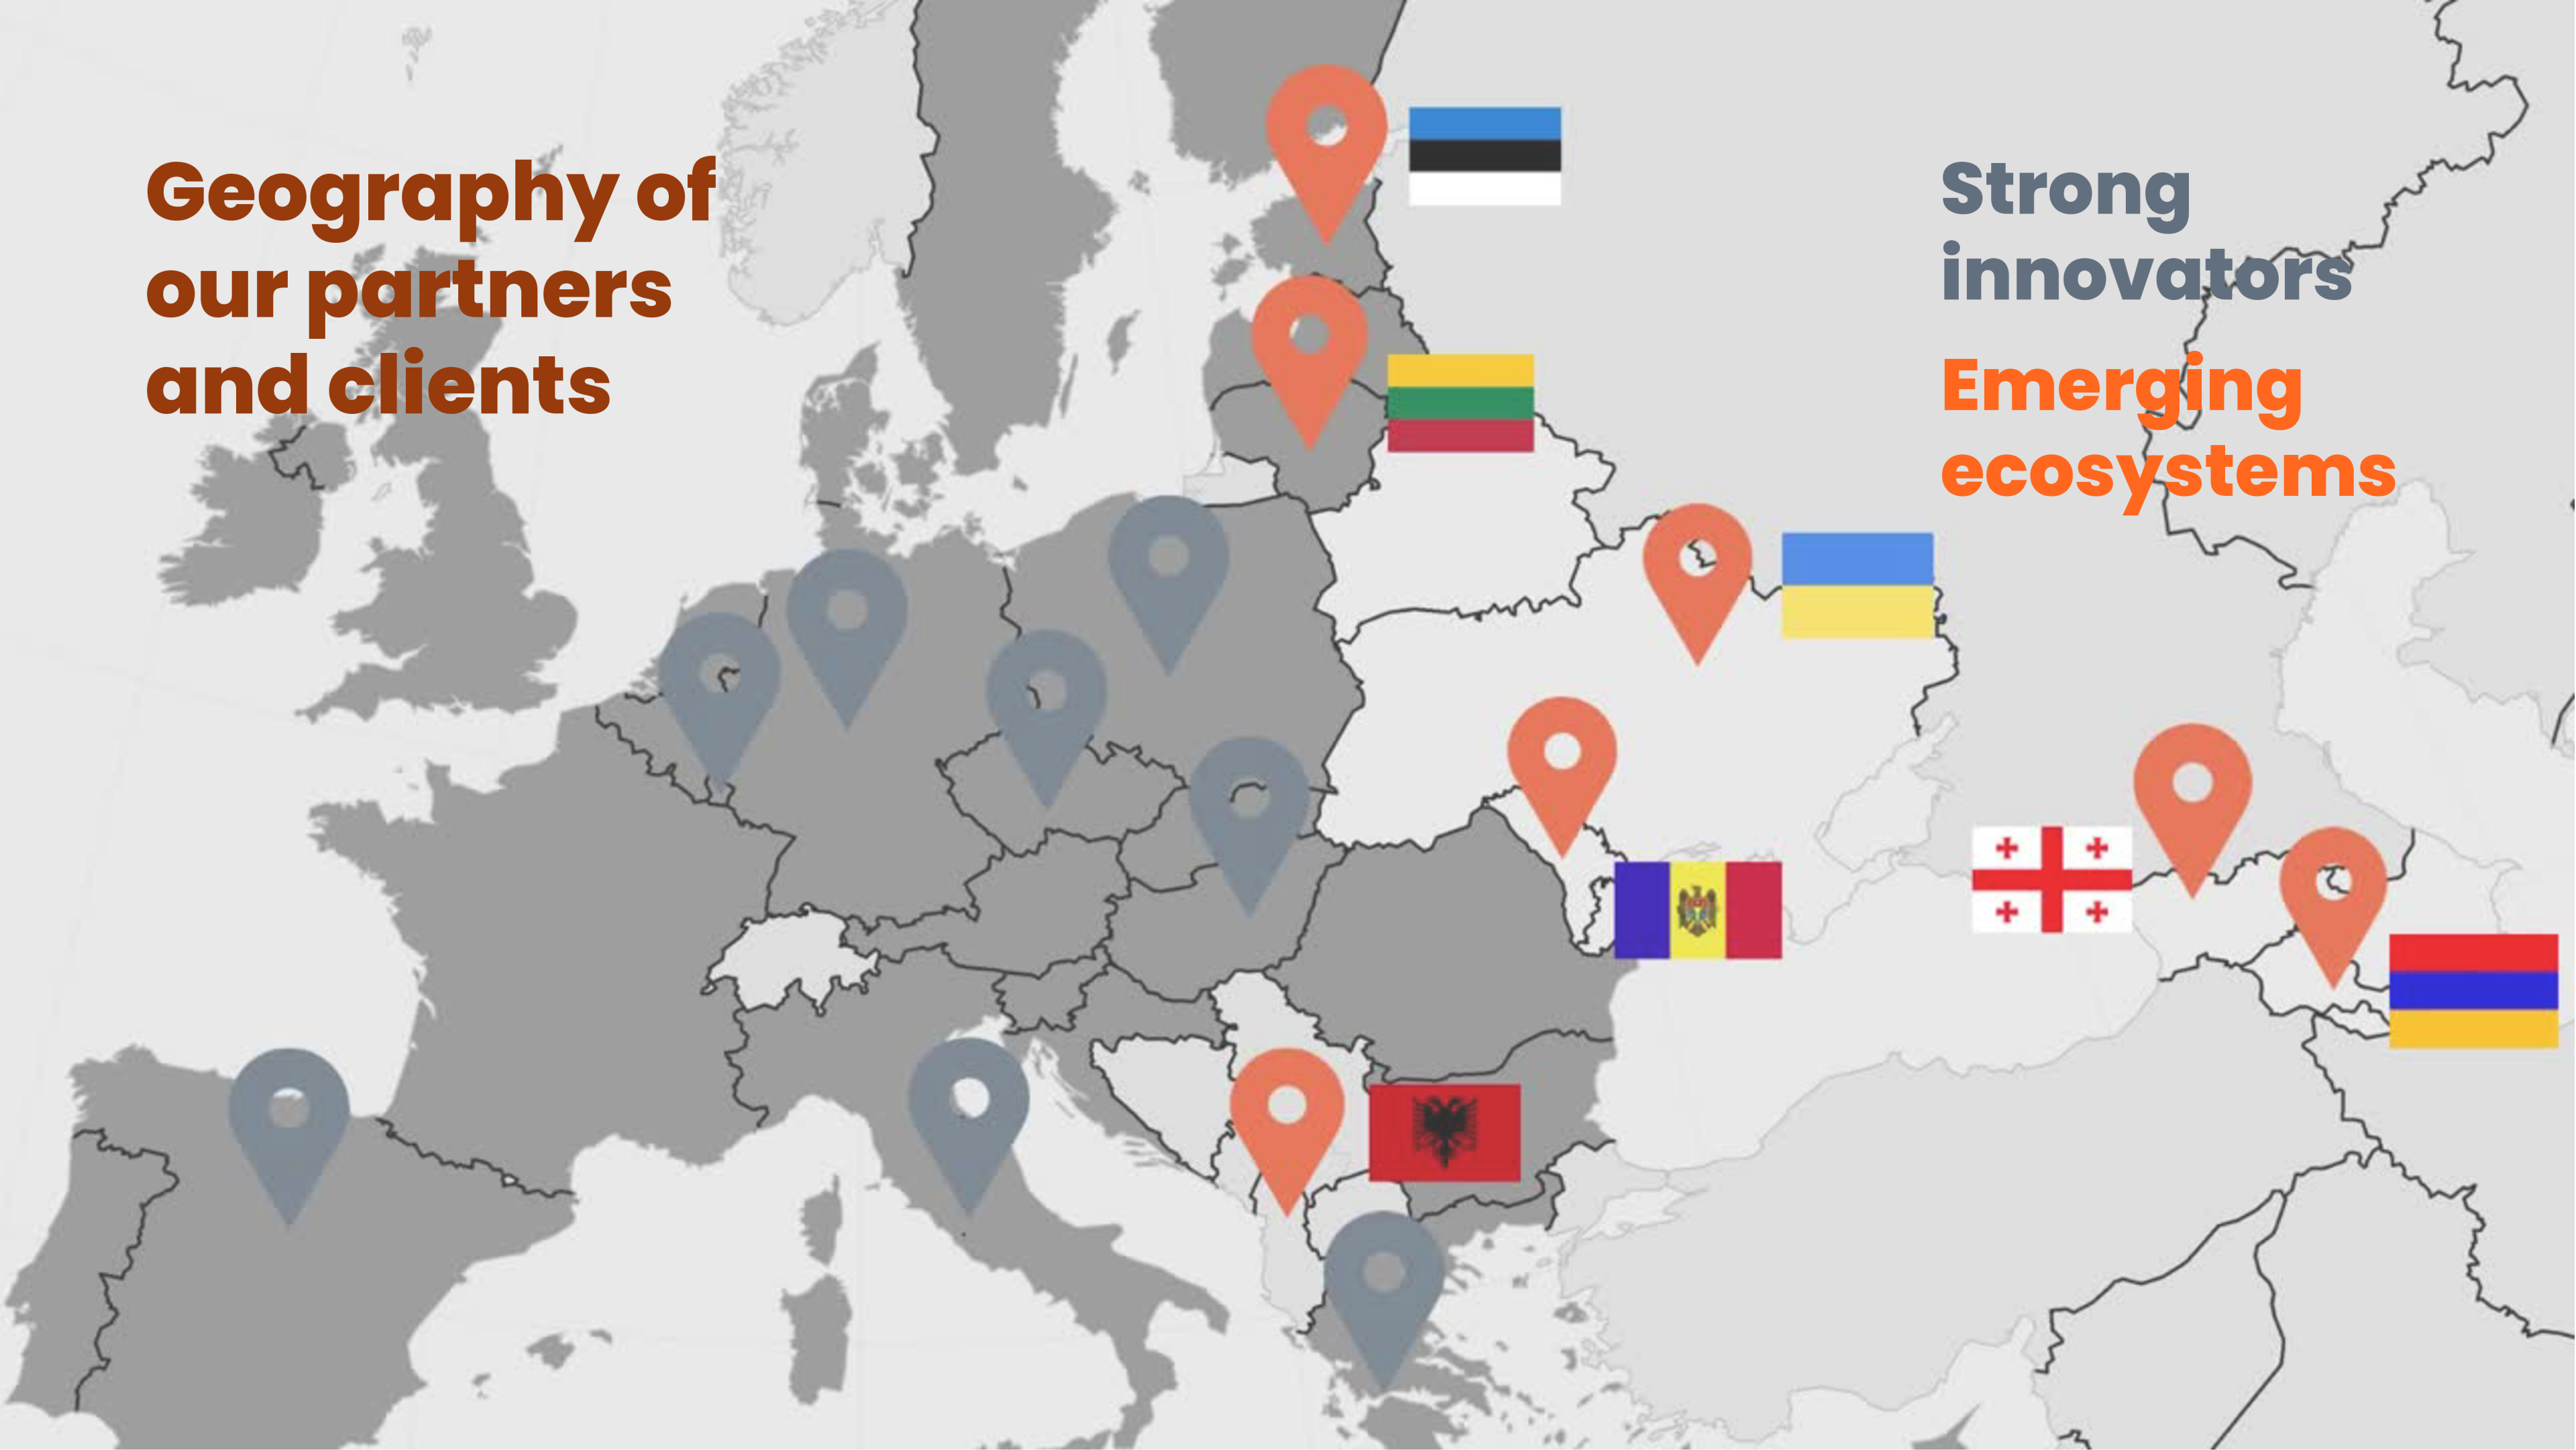 Geography of
our partners
and clients
Strong
innovators
Emerging
ecosystems